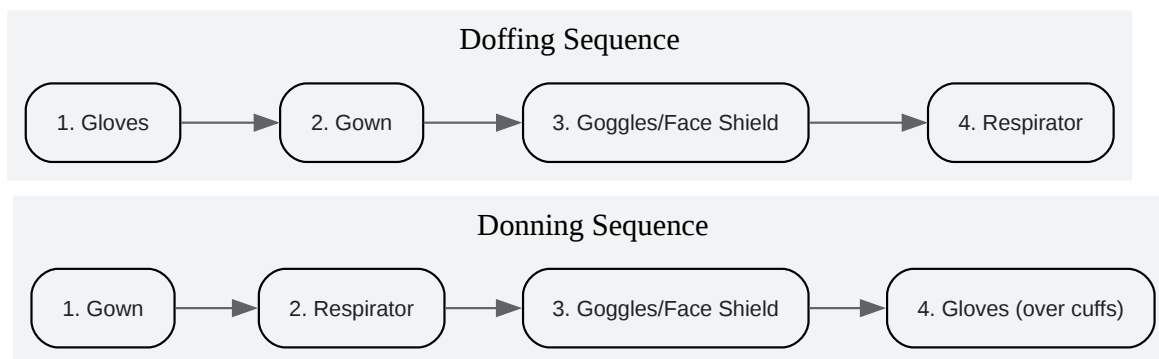 Doffing Sequence
1. Gloves
2. Gown
3. Goggles/Face Shield
4. Respirator
Donning Sequence
1. Gown
2. Respirator
3. Goggles/Face Shield
4. Gloves (over cuffs)